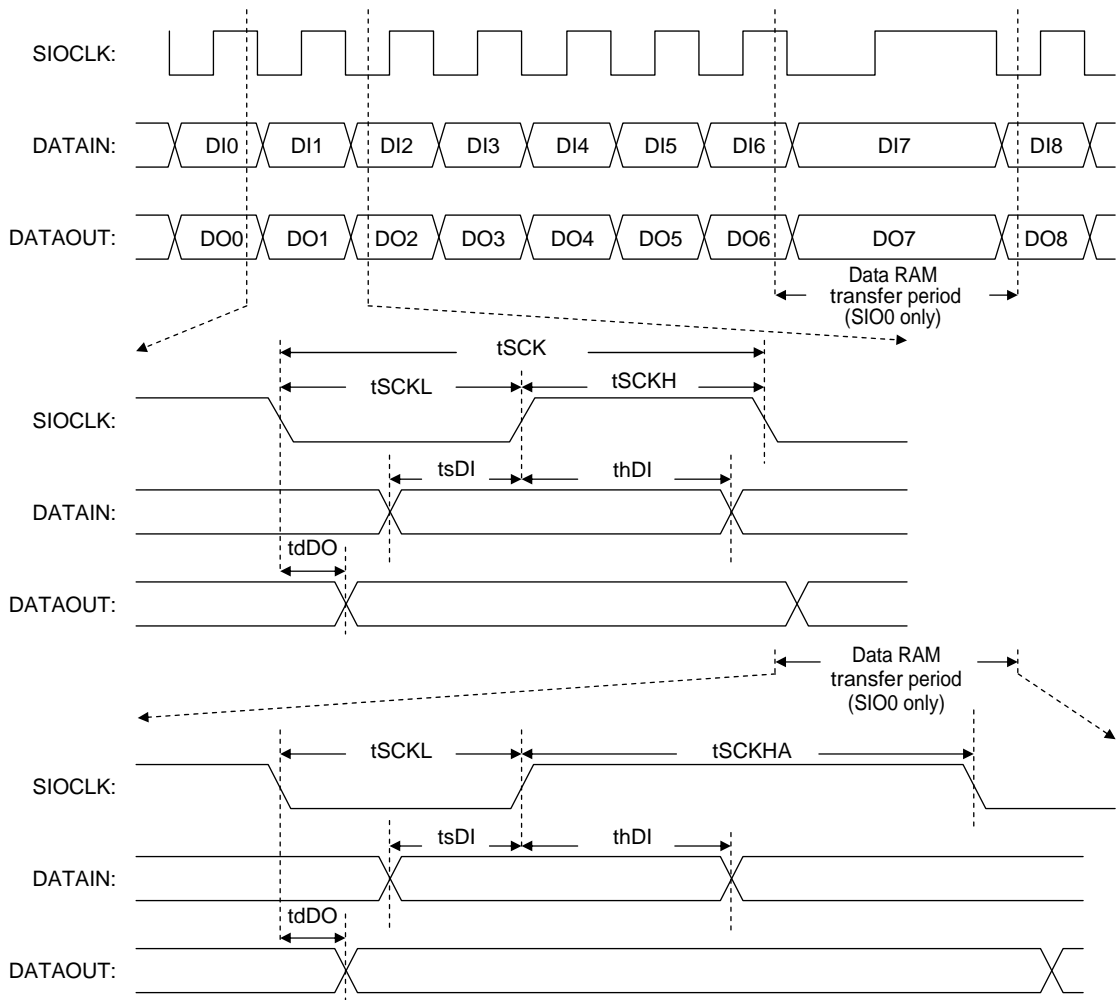 SIOCLK:
DATAIN: DI0 DI1 DI2 DI3 DI4 DI5 DI6 DI7 DI8
DATAOUT: DO0 DO1 DO2 DO3 DO4 DO5 DO6 DO7 DO8
Data RAM
transfer period
(SIO0 only)
tSCK
tSCKL tSCKH
SIOCLK:
tsDI thDI
DATAIN:
tdDO
DATAOUT:
Data RAM
transfer period
(SIO0 only)
tSCKL tSCKHA
SIOCLK:
tsDI thDI
DATAIN:
tdDO
DATAOUT: